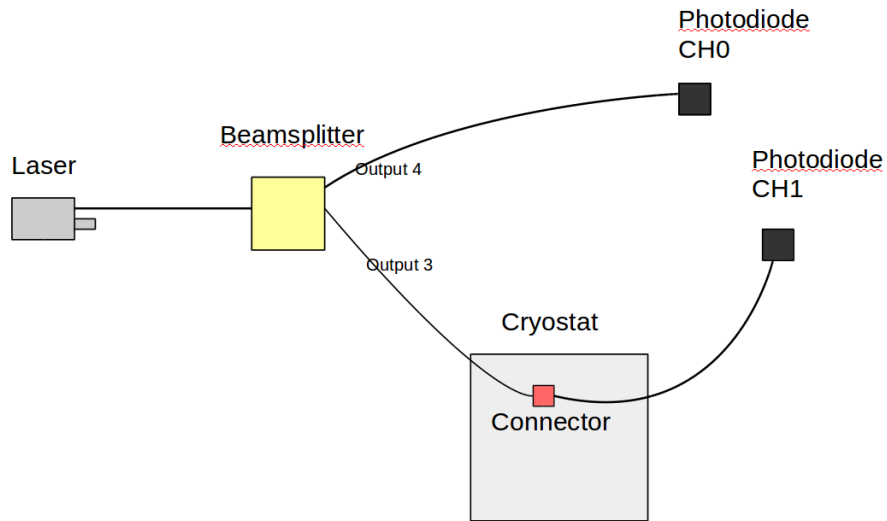 Photodiode
CH0
Beamsplitter
Laser
Output 4
Photodiode
CH1
Output 3
Cryostat
Connector